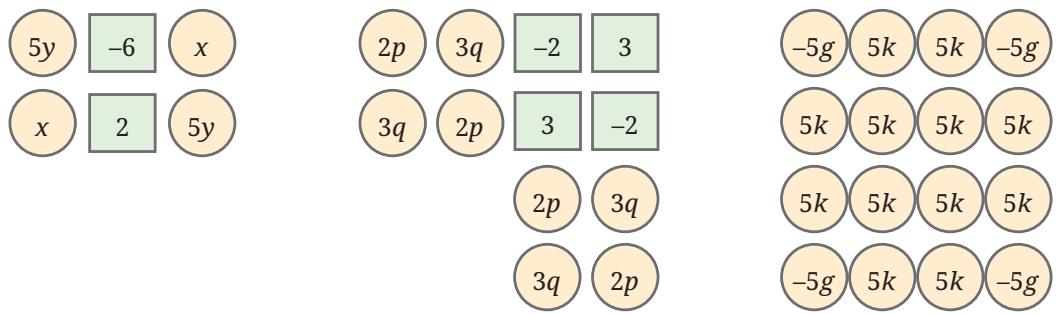 5y –6 x 2p 3q –2 3 –5g 5k 5k –5g
x 2 5y 3q 2p 3 –2 5k 5k 5k 5k
2p 3q 5k 5k 5k 5k
3q 2p –5g 5k 5k –5g